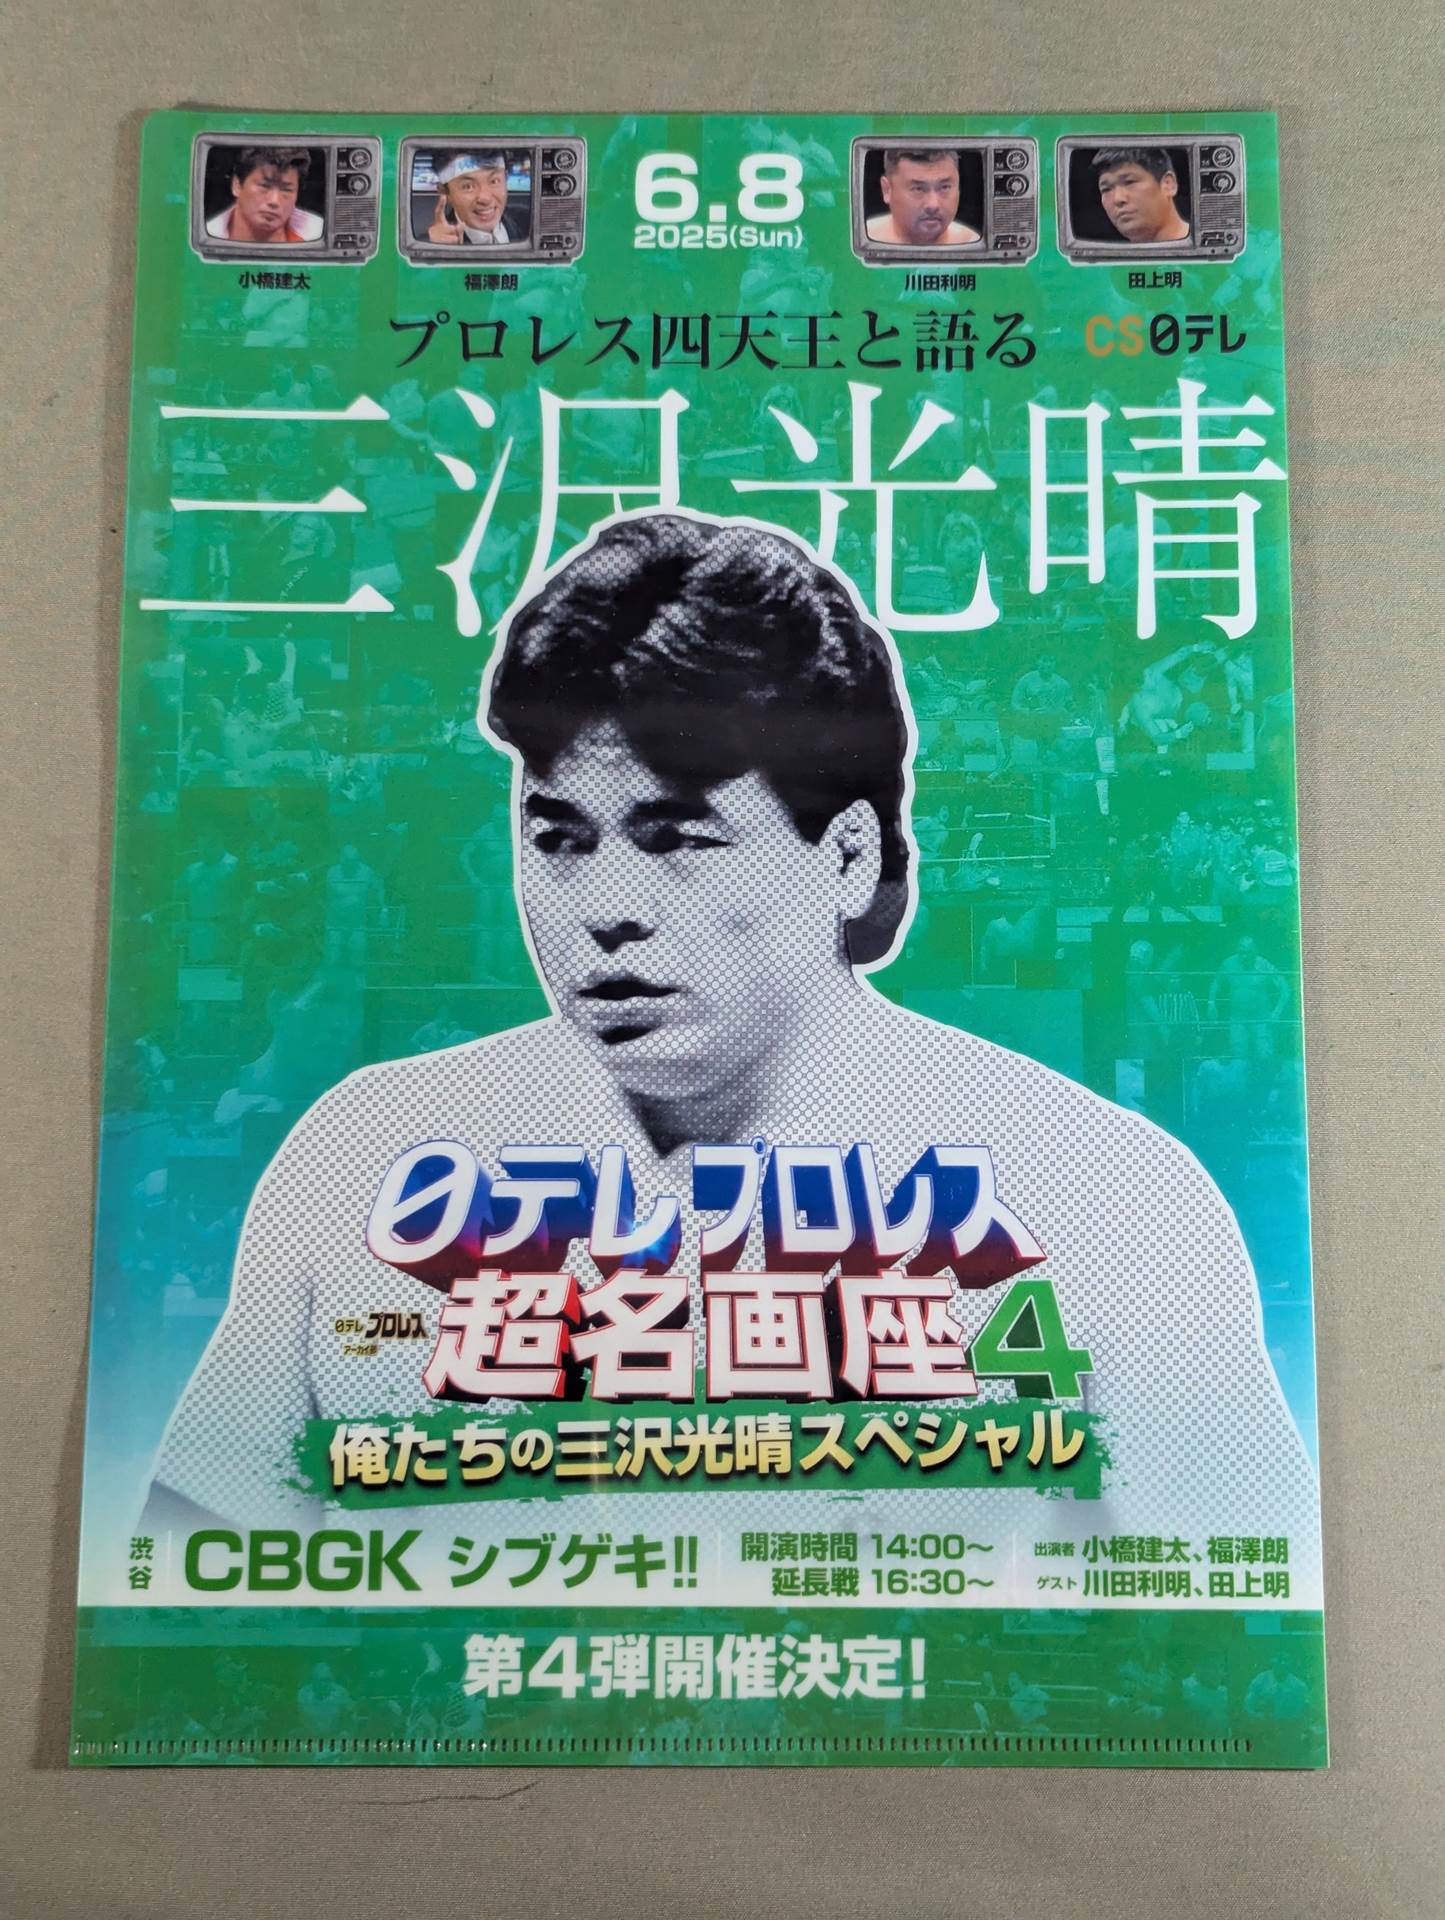 6.8
2025(Sun)
小橋建太
福澤朗
川田利明
田上明
プロレス四天王と語る
CS日テレ
三沢光晴
日テレプロレス
日テレ プロレス
アーカイ部
超名画座4
俺たちの三沢光晴スペシャル
渋谷
CBGK シブゲキ!!
開演時間 14:00〜
延長戦 16:30〜
出演者 小橋建太、福澤朗
ゲスト 川田利明、田上明
第4弾開催決定!